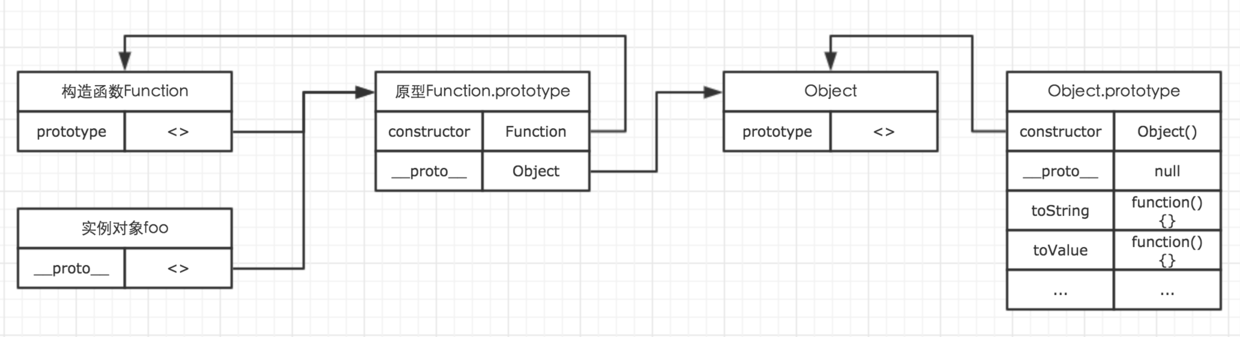 构造函数Function
prototype <>
实例对象foo
__proto__ <>
原型Function.prototype
constructor Function
__proto__ Object
Object
prototype <>
Object.prototype
constructor Object()
__proto__ null
toString function()
{}
toValue function()
{}
... ...